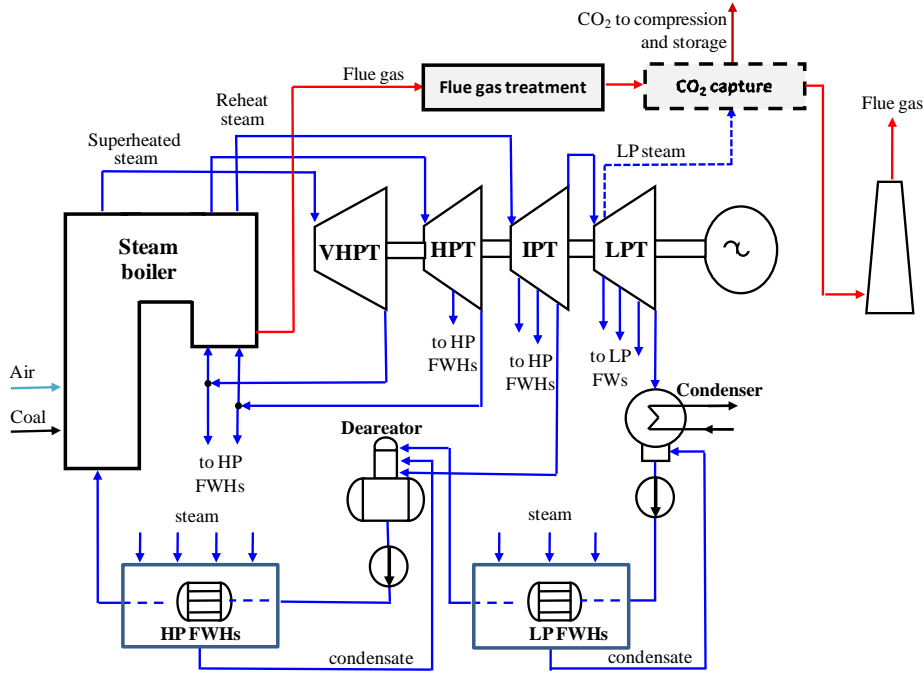 CO₂ to compression
and storage
Flue gas
Flue gas treatment
CO₂ capture
Flue gas
Reheat
steam
Superheated
steam
LP steam
Steam
boiler
VHPT
HPT
IPT
LPT
to HP
FWHs
to HP
FWHs
to LP
FWs
Air
Coal
Condenser
Deareator
to HP
FWHs
steam
steam
HP FWHs
LP FWHs
condensate
condensate